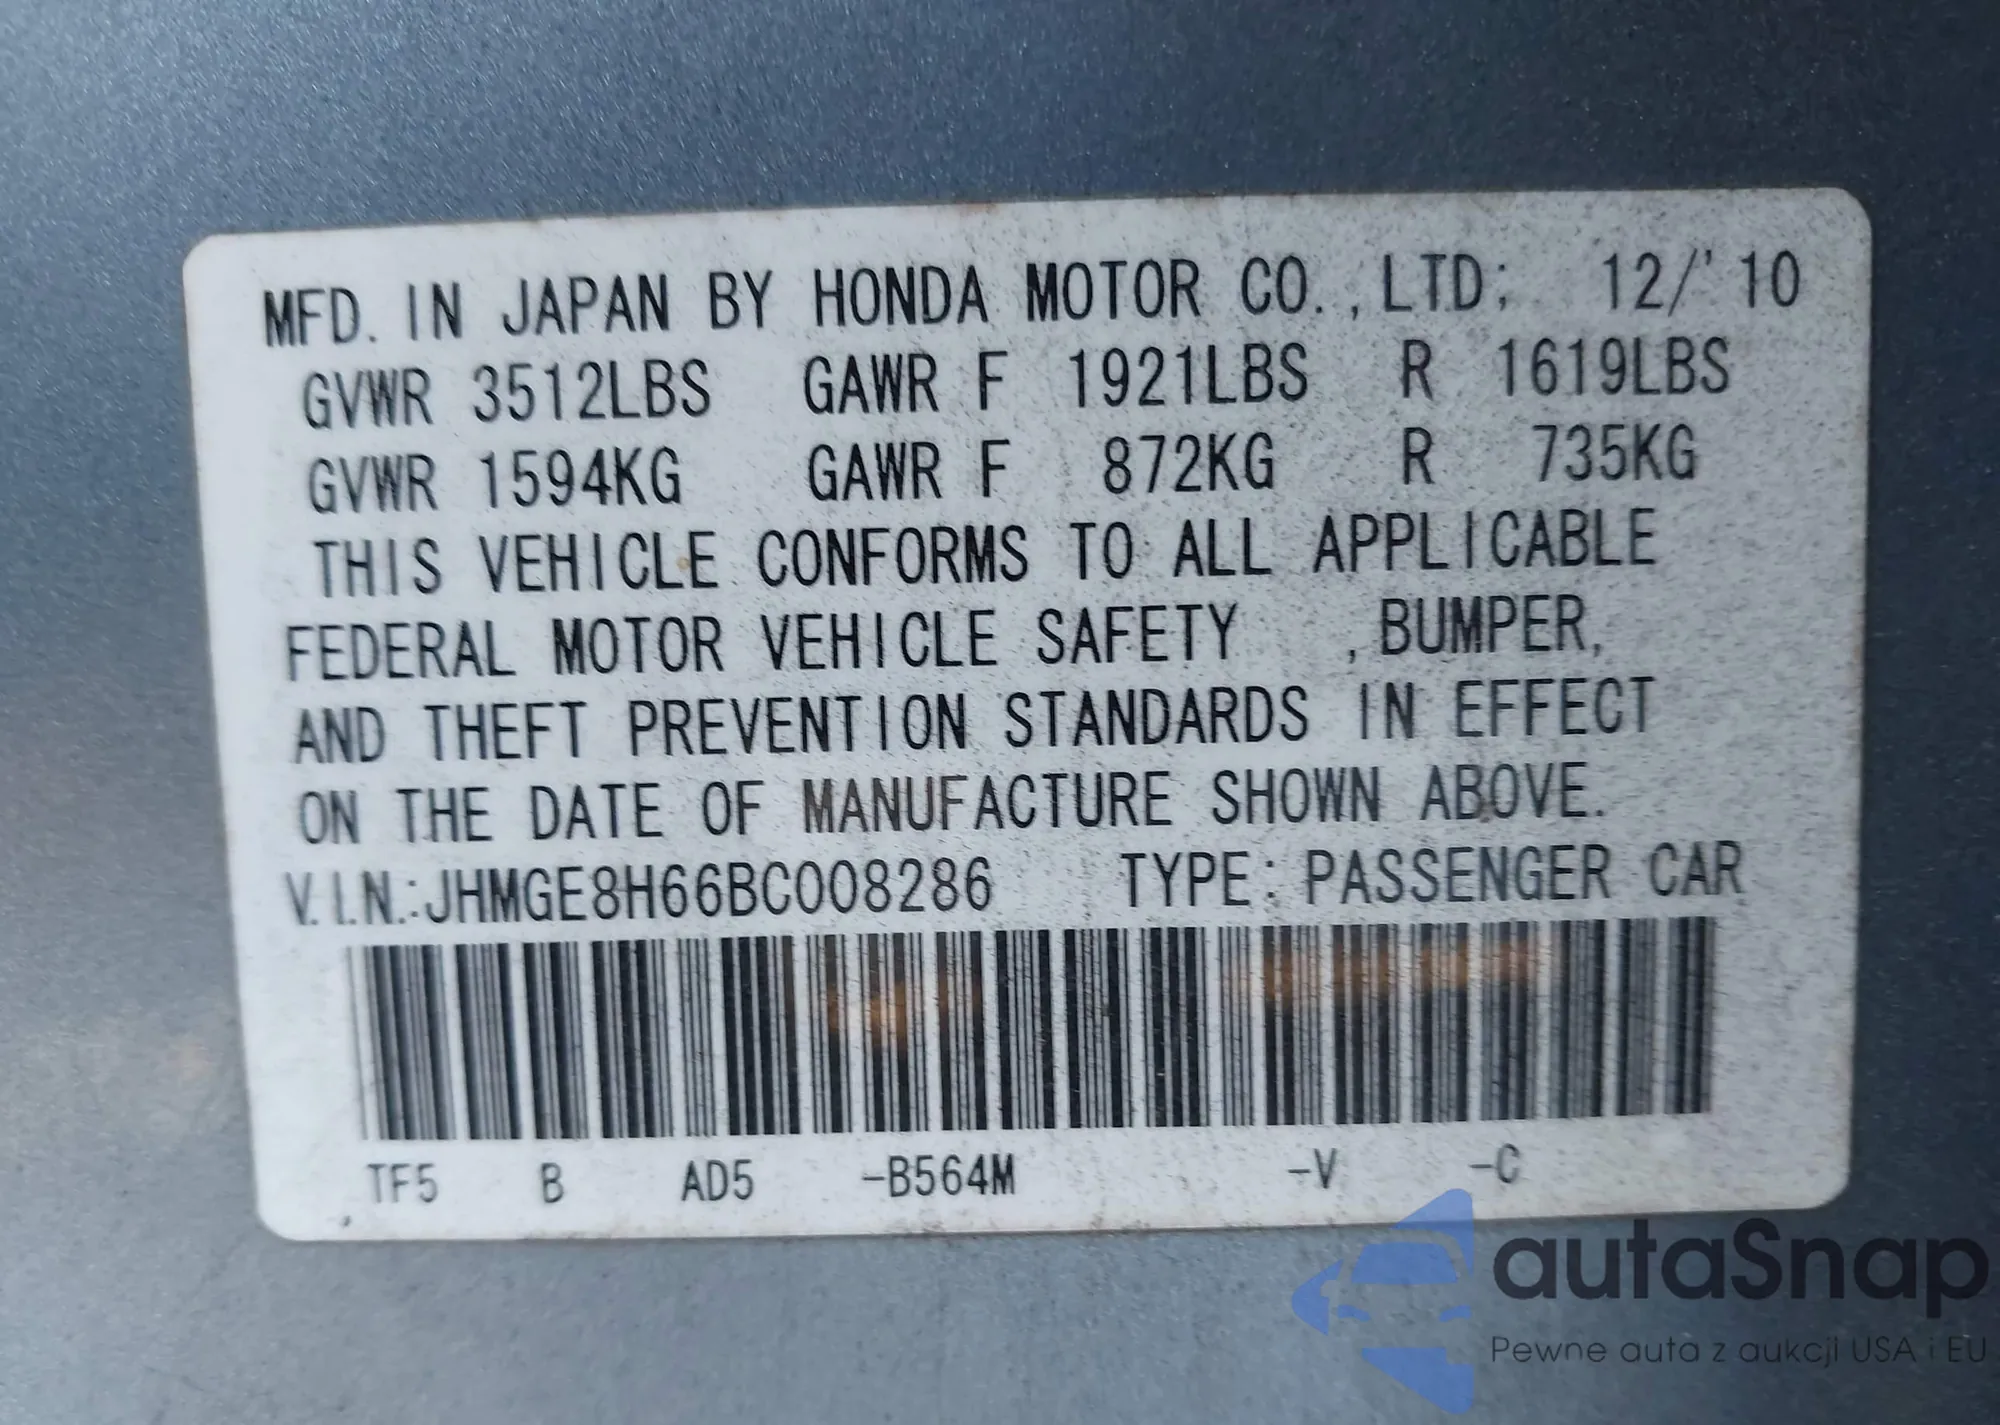 MFD. IN JAPAN BY HONDA MOTOR CO.,LTD; 12/'10
GVWR 3512LBS GAWR F 1921LBS R 1619LBS
GVWR 1594KG GAWR F 872KG R 735KG
THIS VEHICLE CONFORMS TO ALL APPLICABLE
FEDERAL MOTOR VEHICLE SAFETY , BUMPER,
AND THEFT PREVENTION STANDARDS IN EFFECT
ON THE DATE OF MANUFACTURE SHOWN ABOVE.
V.I.N.:JHMGE8H66BC008286 TYPE: PASSENGER CAR
TF5 B AD5 -B564M -V -C
autaSnap
Pewne auta z aukcji USA i EU